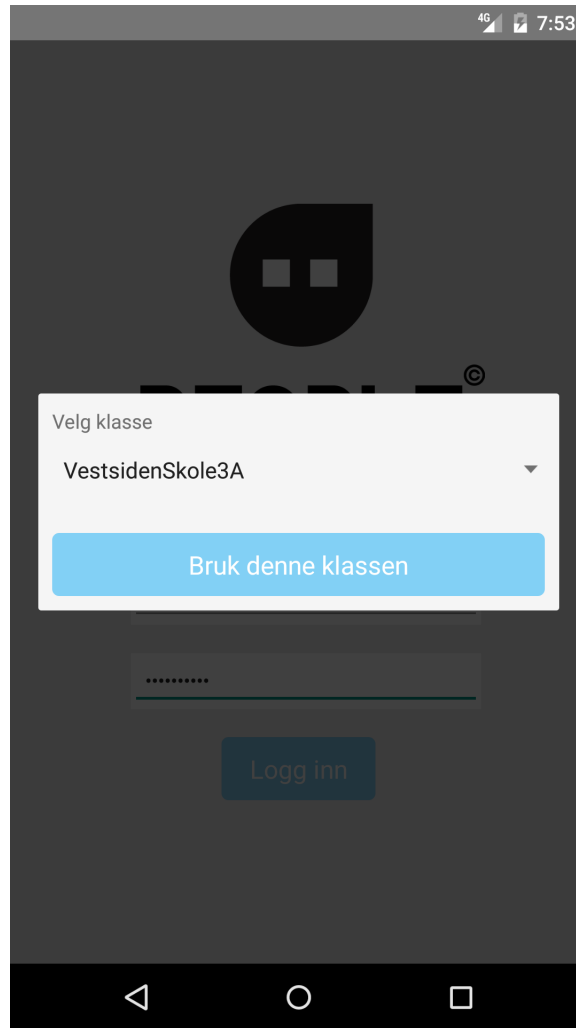 4G 7:53
©
Velg klasse
VestsidenSkole3A
Bruk denne klassen
••••••••••
Logg inn